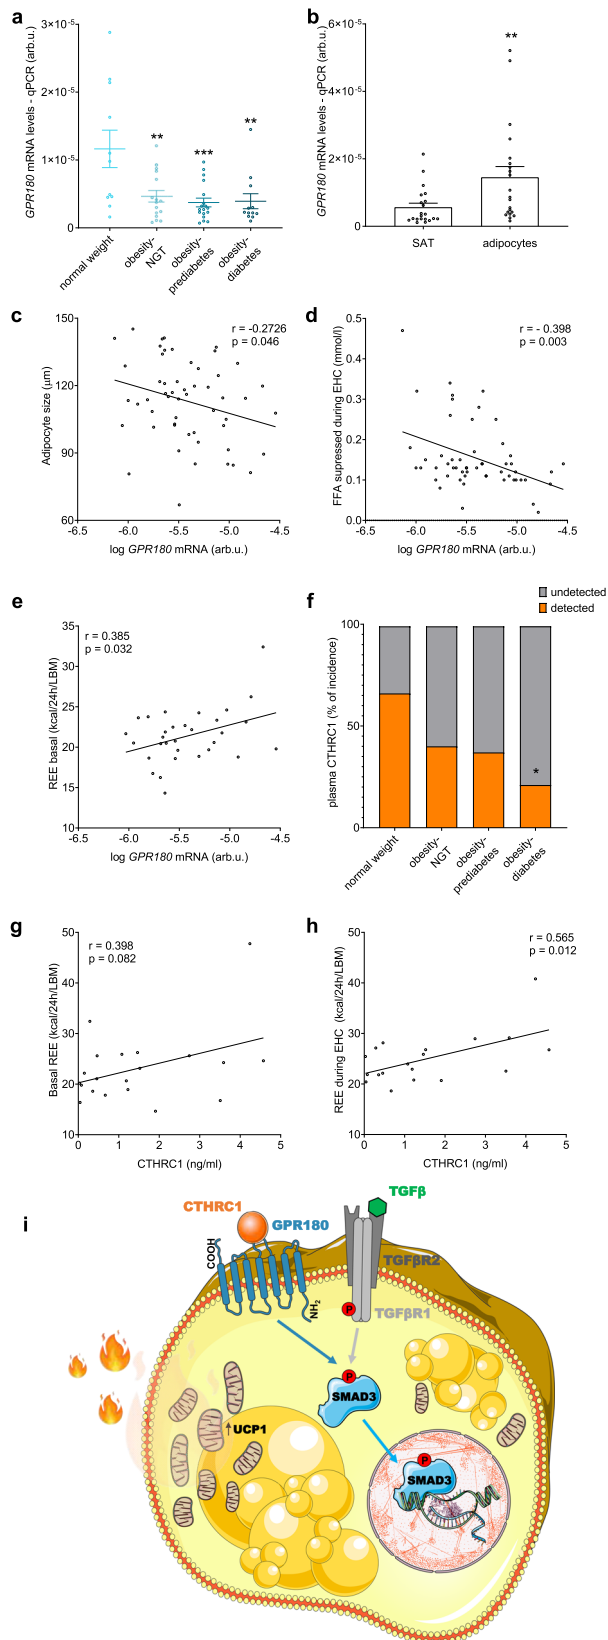 a
GPR180 mRNA levels - qPCR (arb.u.)
3×10-5
2×10-5
1×10-5
0
**
***
**
normal weight
obesity-
NGT
obesity-
prediabetes
obesity-
diabetes
b
GPR180 mRNA levels - qPCR (arb.u.)
6×10-5
4×10-5
2×10-5
0
**
SAT
adipocytes
c
Adipocyte size (μm)
150
120
90
60
r = -0.2726
p = 0.046
-6.5
-6.0
-5.5
-5.0
-4.5
log GPR180 mRNA (arb.u.)
d
FFA supressed during EHC (mmol/l)
0.5
0.4
0.3
0.2
0.1
0.0
r = - 0.398
p = 0.003
-6.5
-6.0
-5.5
-5.0
-4.5
log GPR180 mRNA (arb.u.)
e
REE basal (kcal/24h/LBM)
35
30
25
20
15
10
r = 0.385
p = 0.032
-6.5
-6.0
-5.5
-5.0
-4.5
log GPR180 mRNA (arb.u.)
f
undetected
detected
plasma CTHRC1 (% of incidence)
100
50
0
*
normal weight
obesity-
NGT
obesity-
prediabetes
obesity-
diabetes
g
Basal REE (kcal/24h/LBM)
50
40
30
20
10
r = 0.398
p = 0.082
0
1
2
3
4
5
CTHRC1 (ng/ml)
h
REE during EHC (kcal/24h/LBM)
50
40
30
20
10
r = 0.565
p = 0.012
0
1
2
3
4
5
CTHRC1 (ng/ml)
i
CTHRC1
GPR180
COOH
NH2
TGFβ
TGFβR2
TGFβR1
P
P
SMAD3
↑UCP1
P
SMAD3